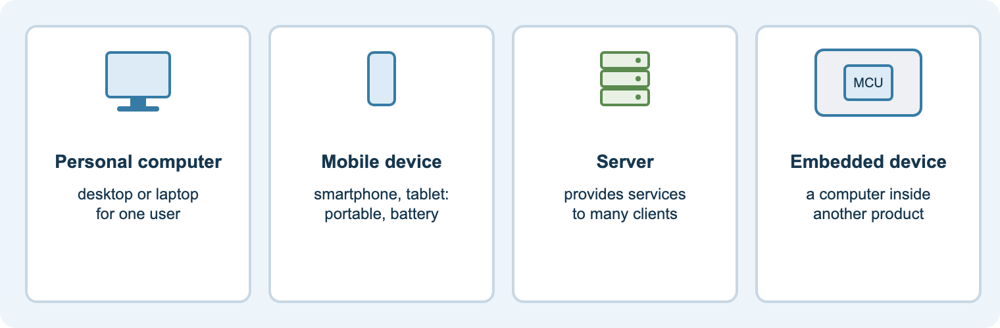 Personal computer
desktop or laptop
for one user
Mobile device
smartphone, tablet:
portable, battery
Server
provides services
to many clients
MCU
Embedded device
a computer inside
another product